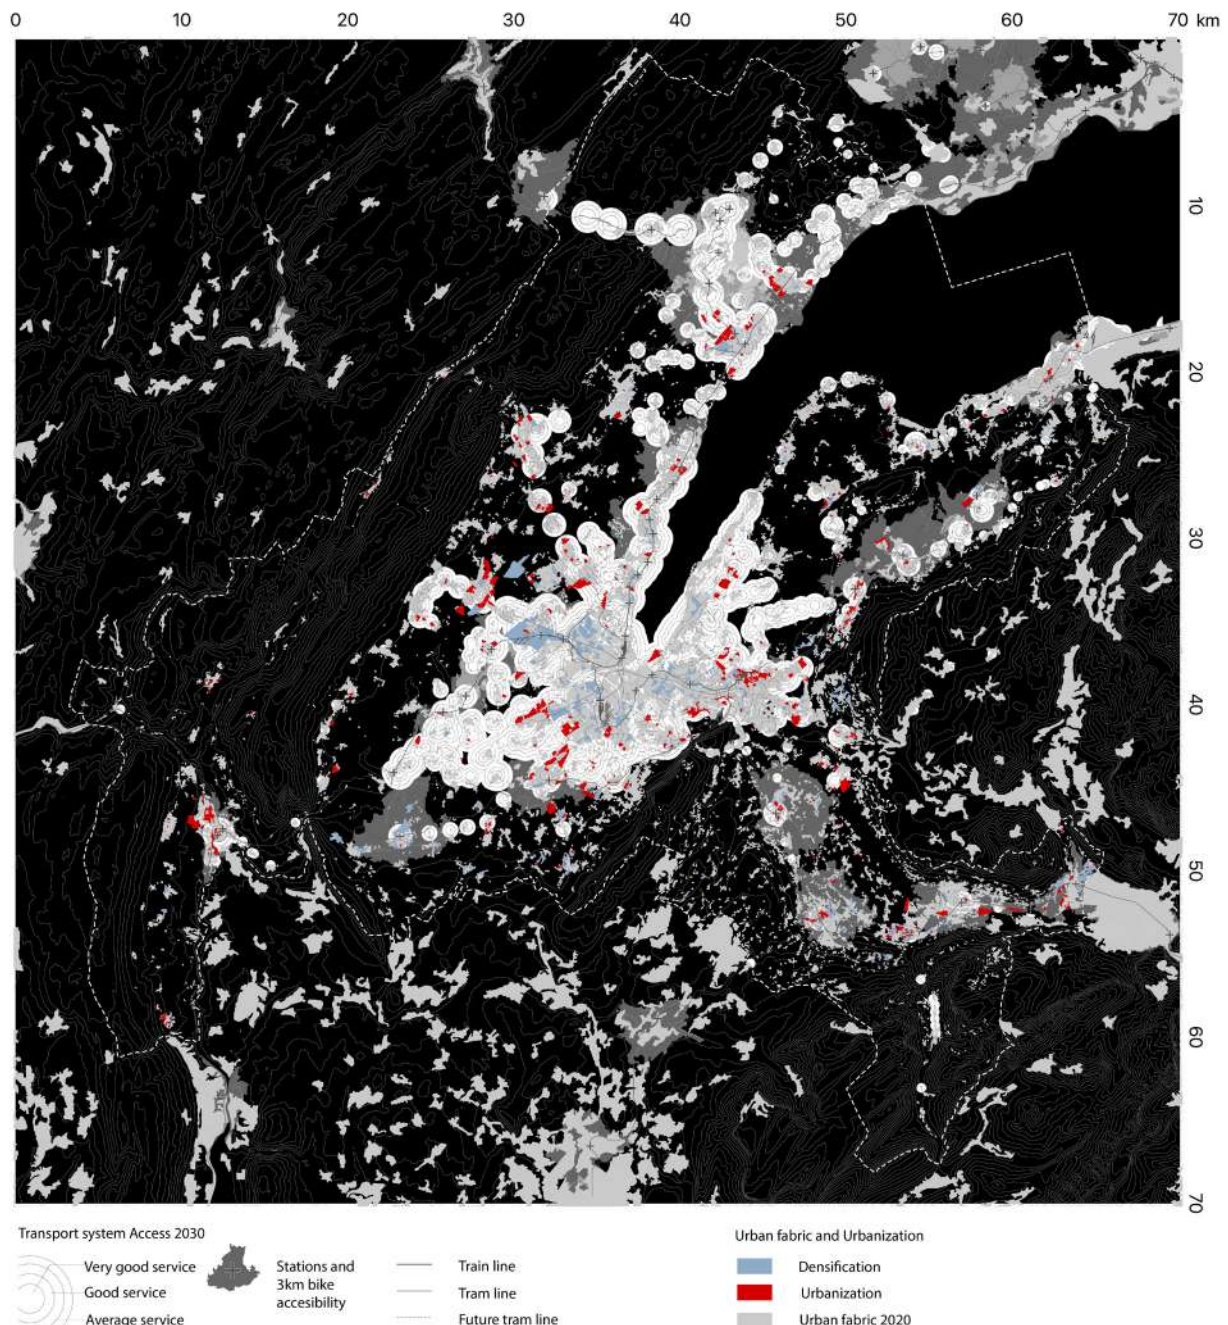 0 10 20 30 40 50 60 70 km
10
20
30
40
50
60
70
Transport system Access 2030
Very good service
Good service
Average service
Stations and
3km bike
accesibility
Train line
Tram line
Future tram line
Urban fabric and Urbanization
Densification
Urbanization
Urban fabric 2020